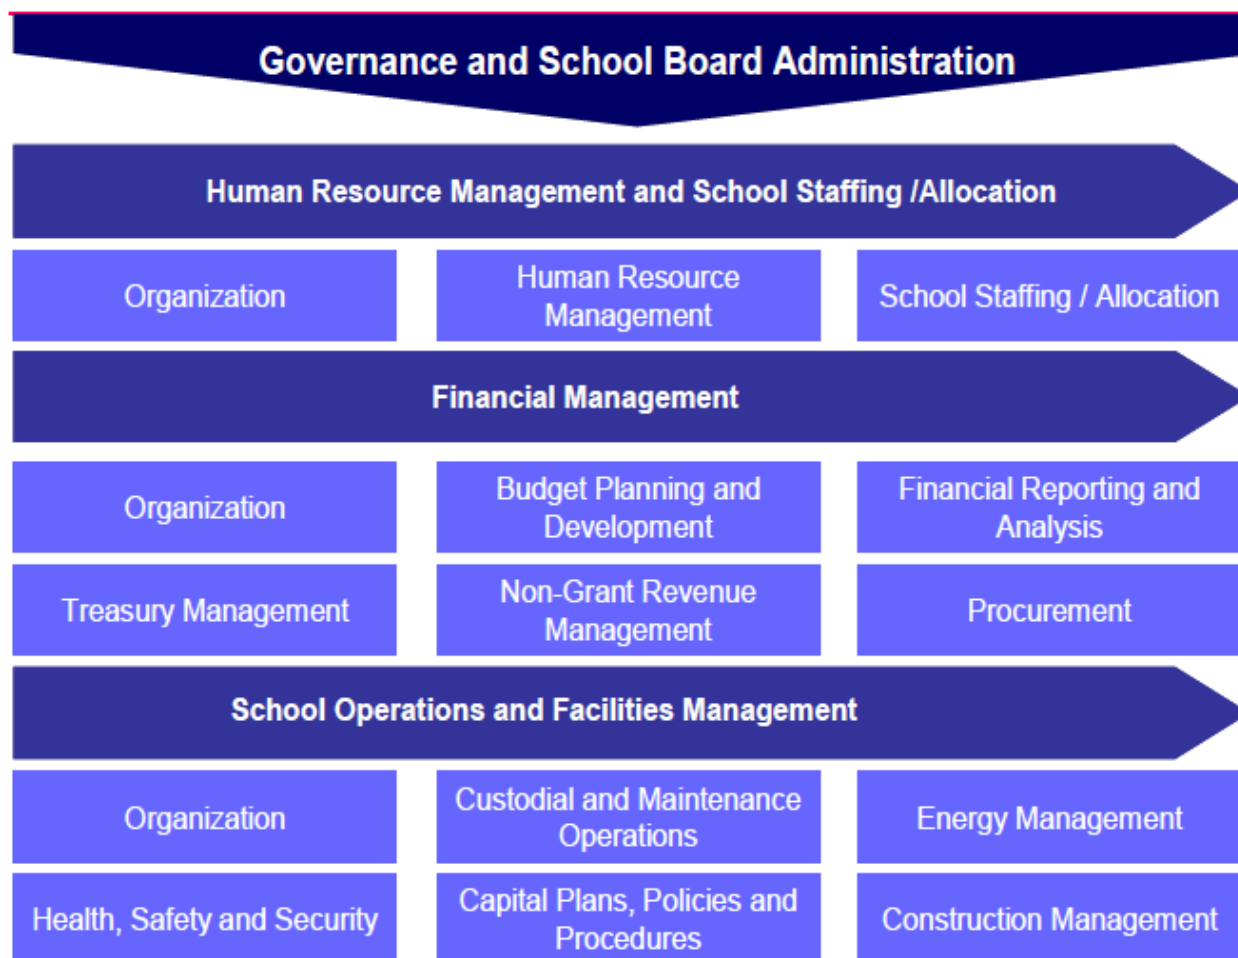 Governance and School Board Administration
Human Resource Management and School Staffing /Allocation
Organization
Human Resource
Management
School Staffing / Allocation
Financial Management
Organization
Budget Planning and
Development
Financial Reporting and
Analysis
Treasury Management
Non-Grant Revenue
Management
Procurement
School Operations and Facilities Management
Organization
Custodial and Maintenance
Operations
Energy Management
Health, Safety and Security
Capital Plans, Policies and
Procedures
Construction Management